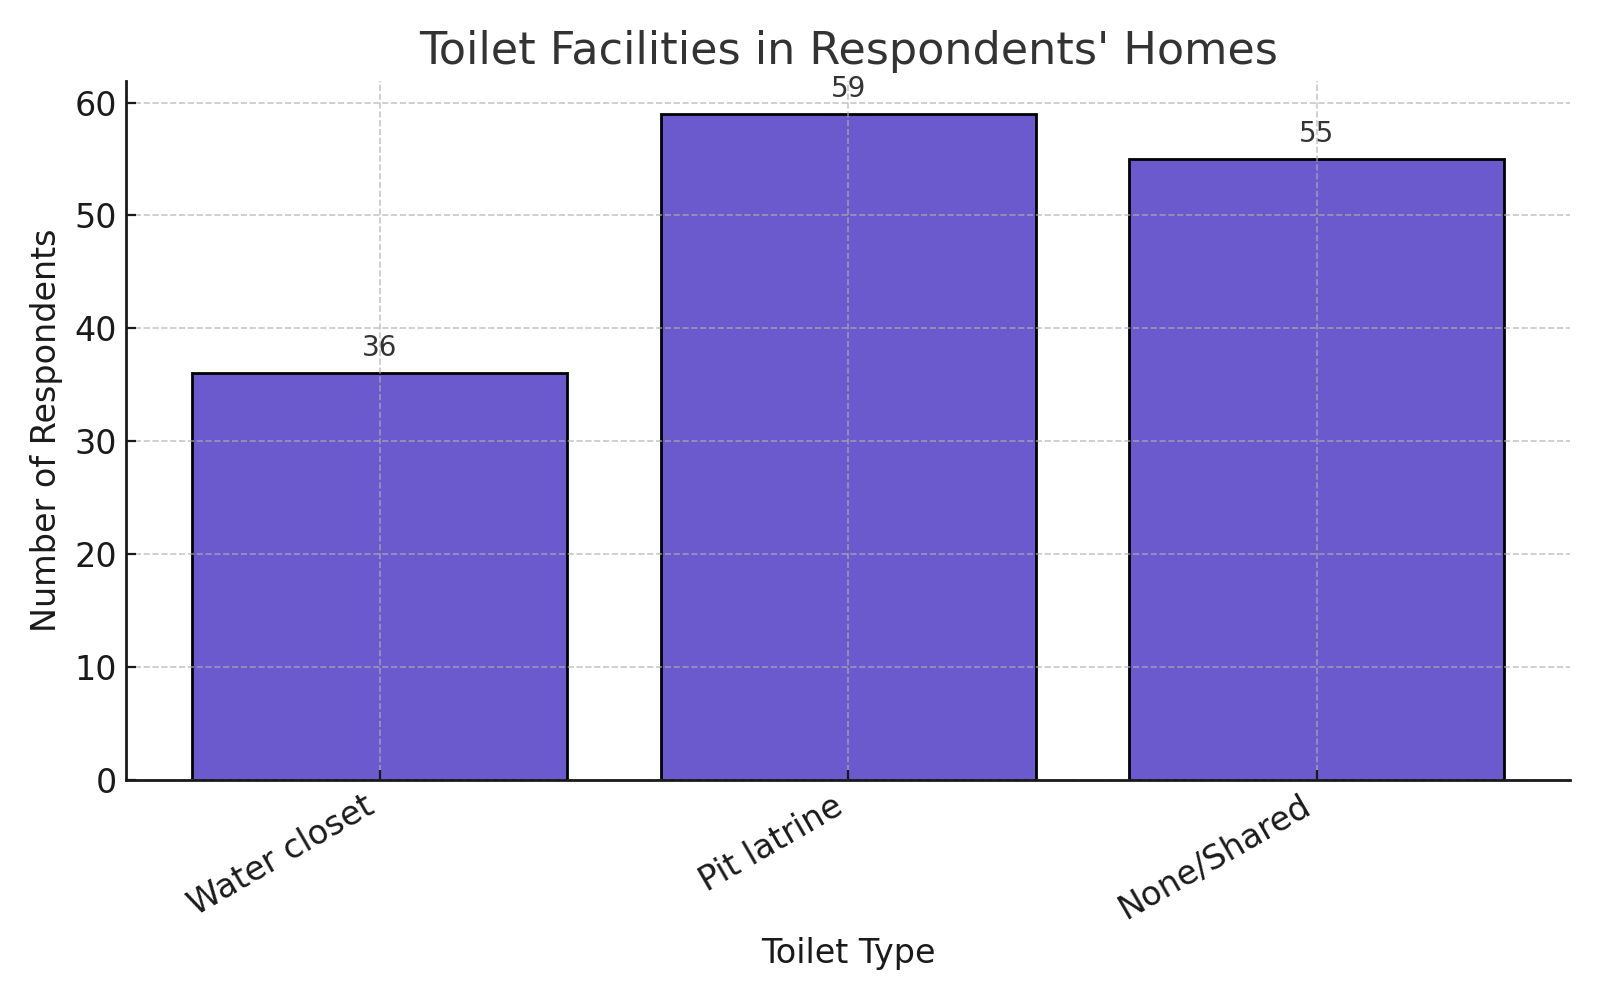 Toilet Facilities in Respondents' Homes
Number of Respondents
60
50
40
30
20
10
0
36
59
55
Water closet
Pit latrine
None/Shared
Toilet Type